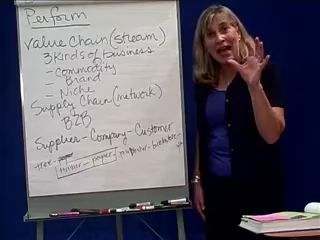 Perform
Value Chain (stream)
3 Kinds of business
- Commodity
- Brand
- Niche
Supply Chain (network)
B2B
Supplier - Company - Customer
tree -
- paper -